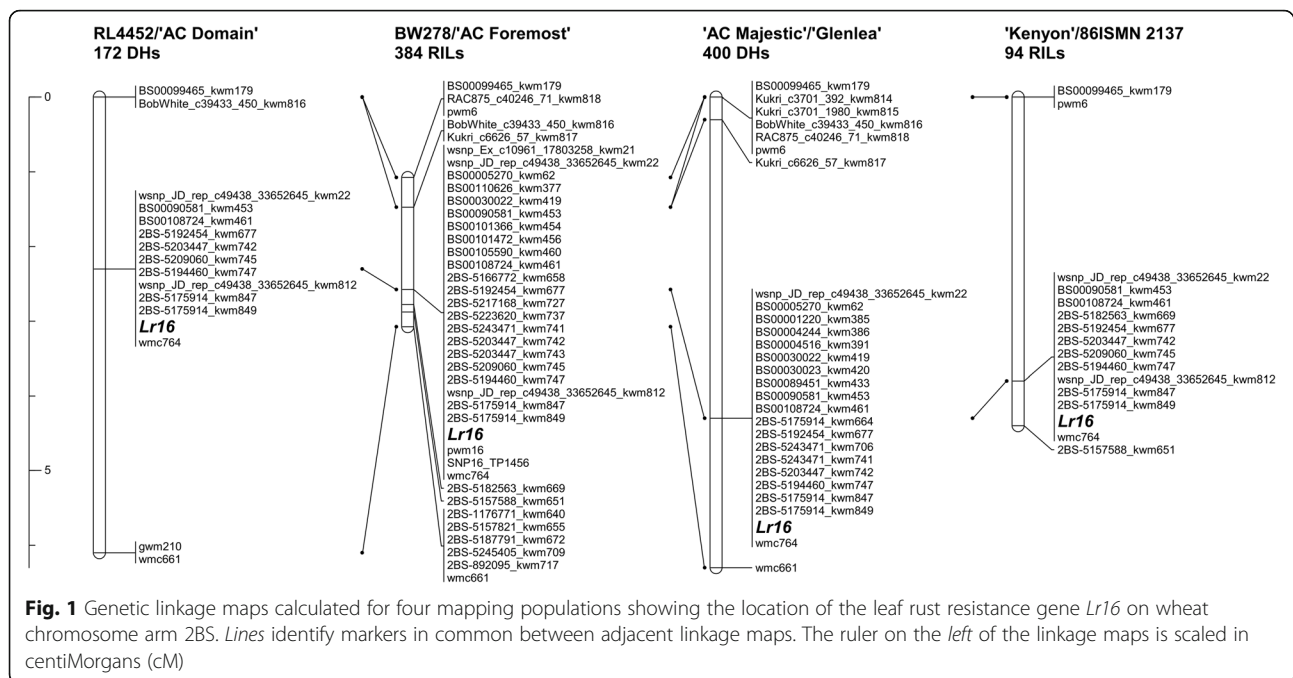 RL4452/'AC Domain'
172 DHs
0
5
BS00099465_kwm179
BobWhite_c39433_450_kwm816
wsnp_JD_rep_c49438_33652645_kwm22
BS00090581_kwm453
BS00108724_kwm461
2BS-5192454_kwm677
2BS-5203447_kwm742
2BS-5209060_kwm745
2BS-5194460_kwm747
wsnp_JD_rep_c49438_33652645_kwm812
2BS-5175914_kwm847
2BS-5175914_kwm849
Lr16
wmc764
gwm210
wmc661
BW278/'AC Foremost'
384 RILs
BS00099465_kwm179
RAC875_c40246_71_kwm818
pwm6
BobWhite_c39433_450_kwm816
Kukri_c6626_57_kwm817
wsnp_Ex_c10961_17803258_kwm21
wsnp_JD_rep_c49438_33652645_kwm22
BS00005270_kwm62
BS00110626_kwm377
BS00030022_kwm419
BS00090581_kwm453
BS00101366_kwm454
BS00101472_kwm456
BS00105590_kwm460
BS00108724_kwm461
2BS-5166772_kwm658
2BS-5192454_kwm677
2BS-5217168_kwm727
2BS-5223620_kwm737
2BS-5243471_kwm741
2BS-5203447_kwm742
2BS-5203447_kwm743
2BS-5209060_kwm745
2BS-5194460_kwm747
wsnp_JD_rep_c49438_33652645_kwm812
2BS-5175914_kwm847
2BS-5175914_kwm849
Lr16
pwm16
SNP16_TP1456
wmc764
2BS-5182563_kwm669
2BS-5157588_kwm651
2BS-1176771_kwm640
2BS-5157821_kwm655
2BS-5187791_kwm672
2BS-5245405_kwm709
2BS-892095_kwm717
wmc661
'AC Majestic'/'Glenlea'
400 DHs
BS00099465_kwm179
Kukri_c3701_392_kwm814
Kukri_c3701_1980_kwm815
BobWhite_c39433_450_kwm816
RAC875_c40246_71_kwm818
pwm6
Kukri_c6626_57_kwm817
wsnp_JD_rep_c49438_33652645_kwm22
BS00005270_kwm62
BS00001220_kwm385
BS00004244_kwm386
BS00004516_kwm391
BS00030022_kwm419
BS00030023_kwm420
BS00089451_kwm433
BS00090581_kwm453
BS00108724_kwm461
2BS-5175914_kwm664
2BS-5192454_kwm677
2BS-5243471_kwm706
2BS-5243471_kwm741
2BS-5203447_kwm742
2BS-5194460_kwm747
2BS-5175914_kwm847
2BS-5175914_kwm849
Lr16
wmc764
wmc661
'Kenyon'/86ISMN 2137
94 RILs
BS00099465_kwm179
pwm6
wsnp_JD_rep_c49438_33652645_kwm22
BS00090581_kwm453
BS00108724_kwm461
2BS-5182563_kwm669
2BS-5192454_kwm677
2BS-5203447_kwm742
2BS-5209060_kwm745
2BS-5194460_kwm747
wsnp_JD_rep_c49438_33652645_kwm812
2BS-5175914_kwm847
2BS-5175914_kwm849
Lr16
wmc764
2BS-5157588_kwm651
Fig. 1 Genetic linkage maps calculated for four mapping populations showing the location of the leaf rust resistance gene Lr16 on wheat
chromosome arm 2BS. Lines identify markers in common between adjacent linkage maps. The ruler on the left of the linkage maps is scaled in
centiMorgans (cM)